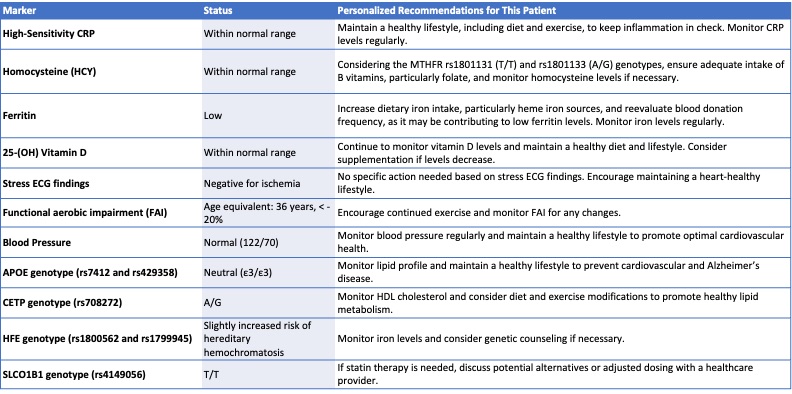 Marker Status Personalized Recommendations for This Patient
High-Sensitivity CRP Within normal range Maintain a healthy lifestyle, including diet and exercise, to keep inflammation in check. Monitor CRP
levels regularly.
Homocysteine (HCY) Within normal range Considering the MTHFR rs1801131 (T/T) and rs1801133 (A/G) genotypes, ensure adequate intake of
B vitamins, particularly folate, and monitor homocysteine levels if necessary.
Ferritin Low Increase dietary iron intake, particularly heme iron sources, and reevaluate blood donation
frequency, as it may be contributing to low ferritin levels. Monitor iron levels regularly.
25-(OH) Vitamin D Within normal range Continue to monitor vitamin D levels and maintain a healthy diet and lifestyle. Consider
supplementation if levels decrease.
Stress ECG findings Negative for ischemia No specific action needed based on stress ECG findings. Encourage maintaining a heart-healthy
lifestyle.
Functional aerobic impairment (FAI) Age equivalent: 36 years, < -
20% Encourage continued exercise and monitor FAI for any changes.
Blood Pressure Normal (122/70) Monitor blood pressure regularly and maintain a healthy lifestyle to promote optimal cardiovascular
health.
APOE genotype (rs7412 and rs429358) Neutral (ε3/ε3) Monitor lipid profile and maintain a healthy lifestyle to prevent cardiovascular and Alzheimer's
disease.
CETP genotype (rs708272) A/G Monitor HDL cholesterol and consider diet and exercise modifications to promote healthy lipid
metabolism.
HFE genotype (rs1800562 and rs1799945) Slightly increased risk of
hereditary
hemochromatosis Monitor iron levels and consider genetic counseling if necessary.
SLCO1B1 genotype (rs4149056) T/T If statin therapy is needed, discuss potential alternatives or adjusted dosing with a healthcare
provider.